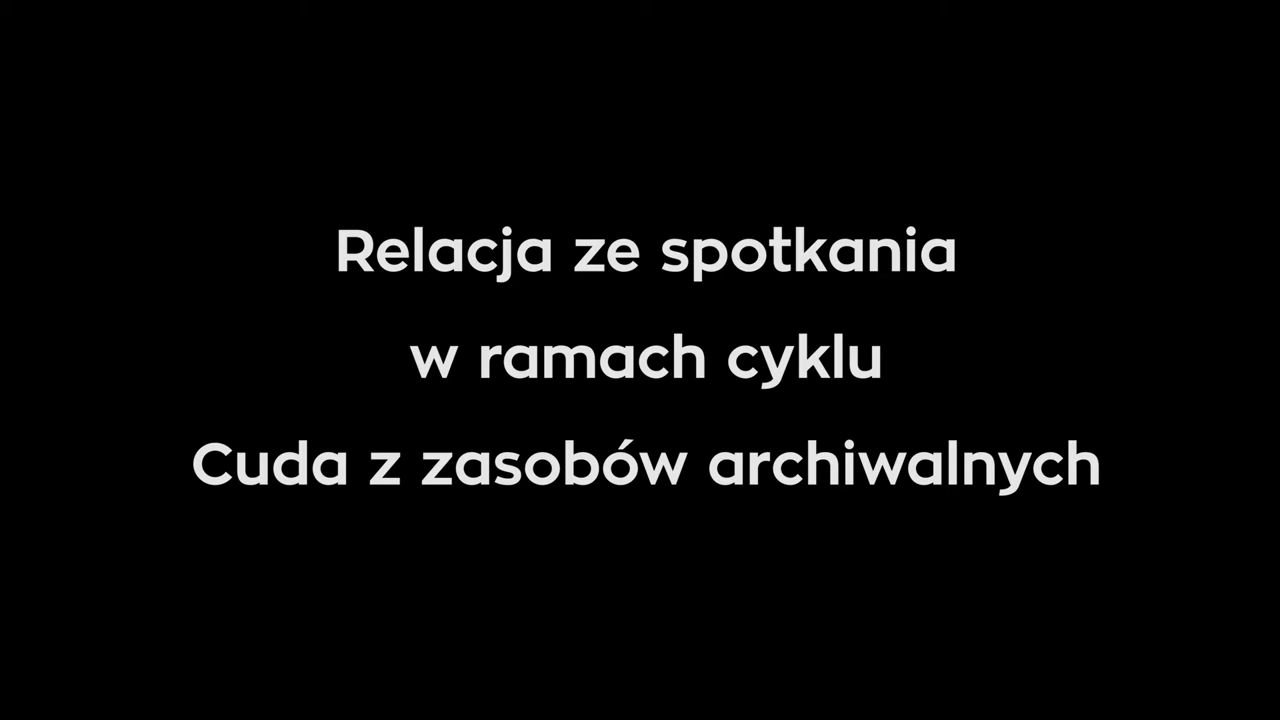 Relacja ze spotkania
w ramach cyklu
Cuda z zasobów archiwalnych